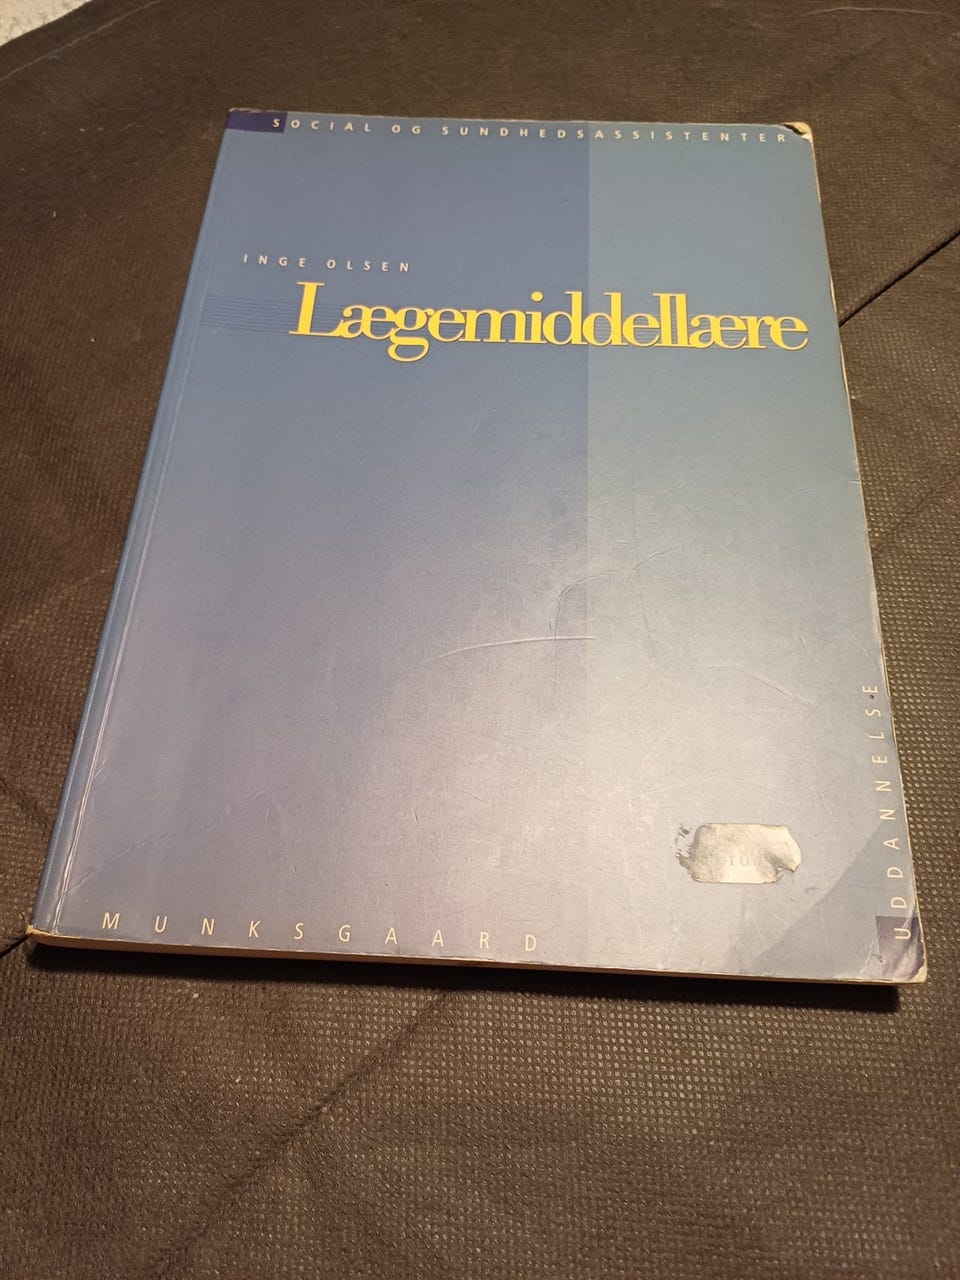 SOCIAL OG SUNDHEDSASSISTENTER
INGE OLSEN
Lægemiddellære
UDDANNELSE
MUNKSGAARD